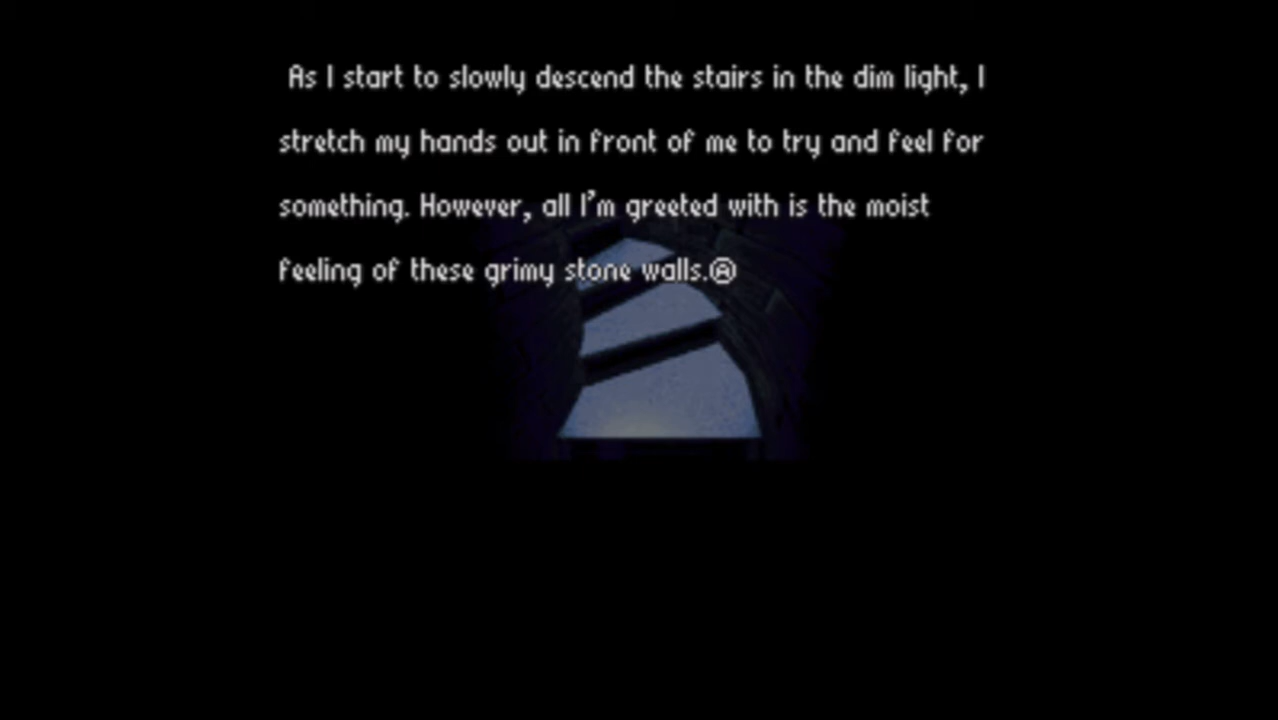 As I start to slowly descend the stairs in the dim light, I
stretch my hands out in front of me to try and feel for
something. However, all I'm greeted with is the moist
feeling of these grimy stone walls.Ⓐ